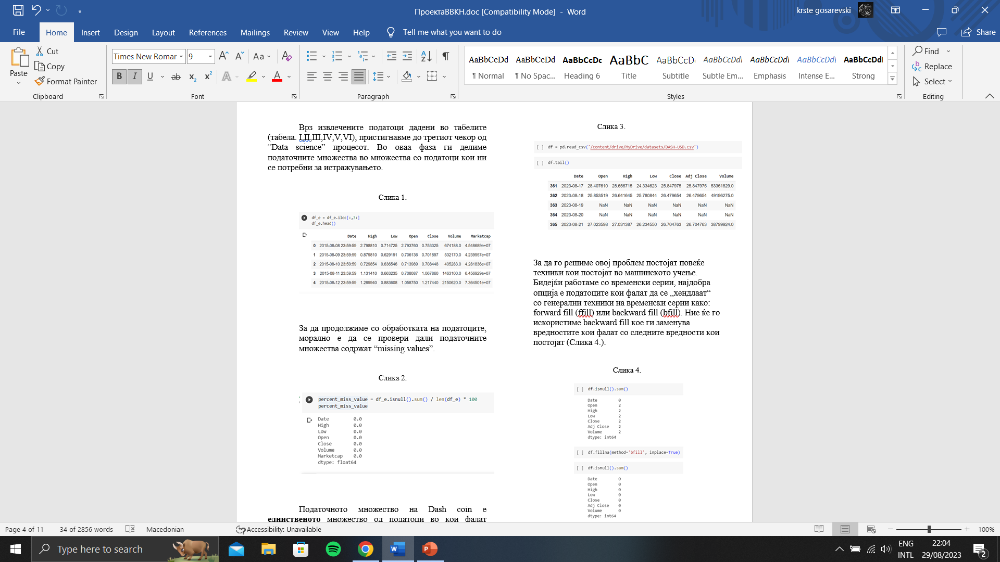 Проекта ВВКН.doc [Compatibility Mode] - Word
krste gosarevski
File
Home
Insert
Design
Layout
References
Mailings
Review
View
Help
Tell me what you want to do
Share
Paste
Cut
Copy
Format Painter
Clipboard
Times New Roman
9
Font
Paragraph
AaBbCcDd
¶ Normal
AaBbCcDd
¶ No Spac...
AaBbCcDc
Heading 6
AaBbC
Title
AaBbCcD
Subtitle
AaBbCcDd
Subtle Em...
AaBbCcDd
Emphasis
AaBbCcDd
Intense E...
AaBbCcDd
Strong
Styles
Find
Replace
Select
Editing
Врз извлечените податоци дадени во табелите
(табела. I,II,III,IV,V,VI), пристигнавме до третиот чекор од
“Data science” процесот. Во оваа фаза ги делиме
податочните множества во множества со податоци кои ни
се потребни за истражувањето.
Слика 1.
df_e = df_e.iloc[:,3:]
df_e.head()
Date High Low Open Close Volume Marketcap
0 2015-08-08 23:59:59 2.798810 0.714725 2.793760 0.753325 674188.0 4.548689e+07
1 2015-08-09 23:59:59 0.879810 0.629191 0.706136 0.701897 532170.0 4.239957e+07
2 2015-08-10 23:59:59 0.729854 0.636546 0.713989 0.708448 405283.0 4.281836e+07
3 2015-08-11 23:59:59 1.131410 0.663235 0.708087 1.067860 1463100.0 6.456929e+07
4 2015-08-12 23:59:59 1.289940 0.883608 1.058750 1.217440 2150620.0 7.364501e+07
За да продолжиме со обработката на податоците,
морално е да се провери дали податочните
множества содржат “missing values”.
Слика 2.
percent_miss_value = df_e.isnull().sum() / len(df_e) * 100
percent_miss_value
Date 0.0
High 0.0
Low 0.0
Open 0.0
Close 0.0
Volume 0.0
Marketcap 0.0
dtype: float64
Податочното множество на Dash coin е
единственото множество од податоци во кои фалат
Слика 3.
[ ] df = pd.read_csv('/content/drive/MyDrive/datasets/DASH-USD.csv')
[ ] df.tail()
Date Open High Low Close Adj Close Volume
361 2023-08-17 28.407610 28.656715 24.334623 25.847975 25.847975 53361829.0
362 2023-08-18 25.853519 26.641645 25.780844 26.479654 26.479654 49196275.0
363 2023-08-19 NaN NaN NaN NaN NaN NaN
364 2023-08-20 NaN NaN NaN NaN NaN NaN
365 2023-08-21 27.023598 27.031387 26.234550 26.704763 26.704763 38799924.0
За да го решиме овој проблем постојат повеќе
техники кои постојат во машинското учење.
Бидејќи работаме со временски серии, најдобра
опција е податоците кои фалат да се „хендлаат“
со генерални техники на временски серии како:
forward fill (ffill) или backward fill (bfill). Ние ќе го
искористиме backward fill кое ги заменува
вредностите кои фалат со следните вредности кои
постојат (Слика 4.).
Слика 4.
[ ] df.isnull().sum()
Date 0
Open 2
High 2
Low 2
Close 2
Adj Close 2
Volume 2
dtype: int64
[ ] df.fillna(method='bfill', inplace=True)
[ ] df.isnull().sum()
Date 0
Open 0
High 0
Low 0
Close 0
Adj Close 0
Volume 0
dtype: int64
Page 4 of 11
34 of 2856 words
Macedonian
Accessibility: Unavailable
100%
Type here to search
ENG
INTL
22:04
29/08/2023
2